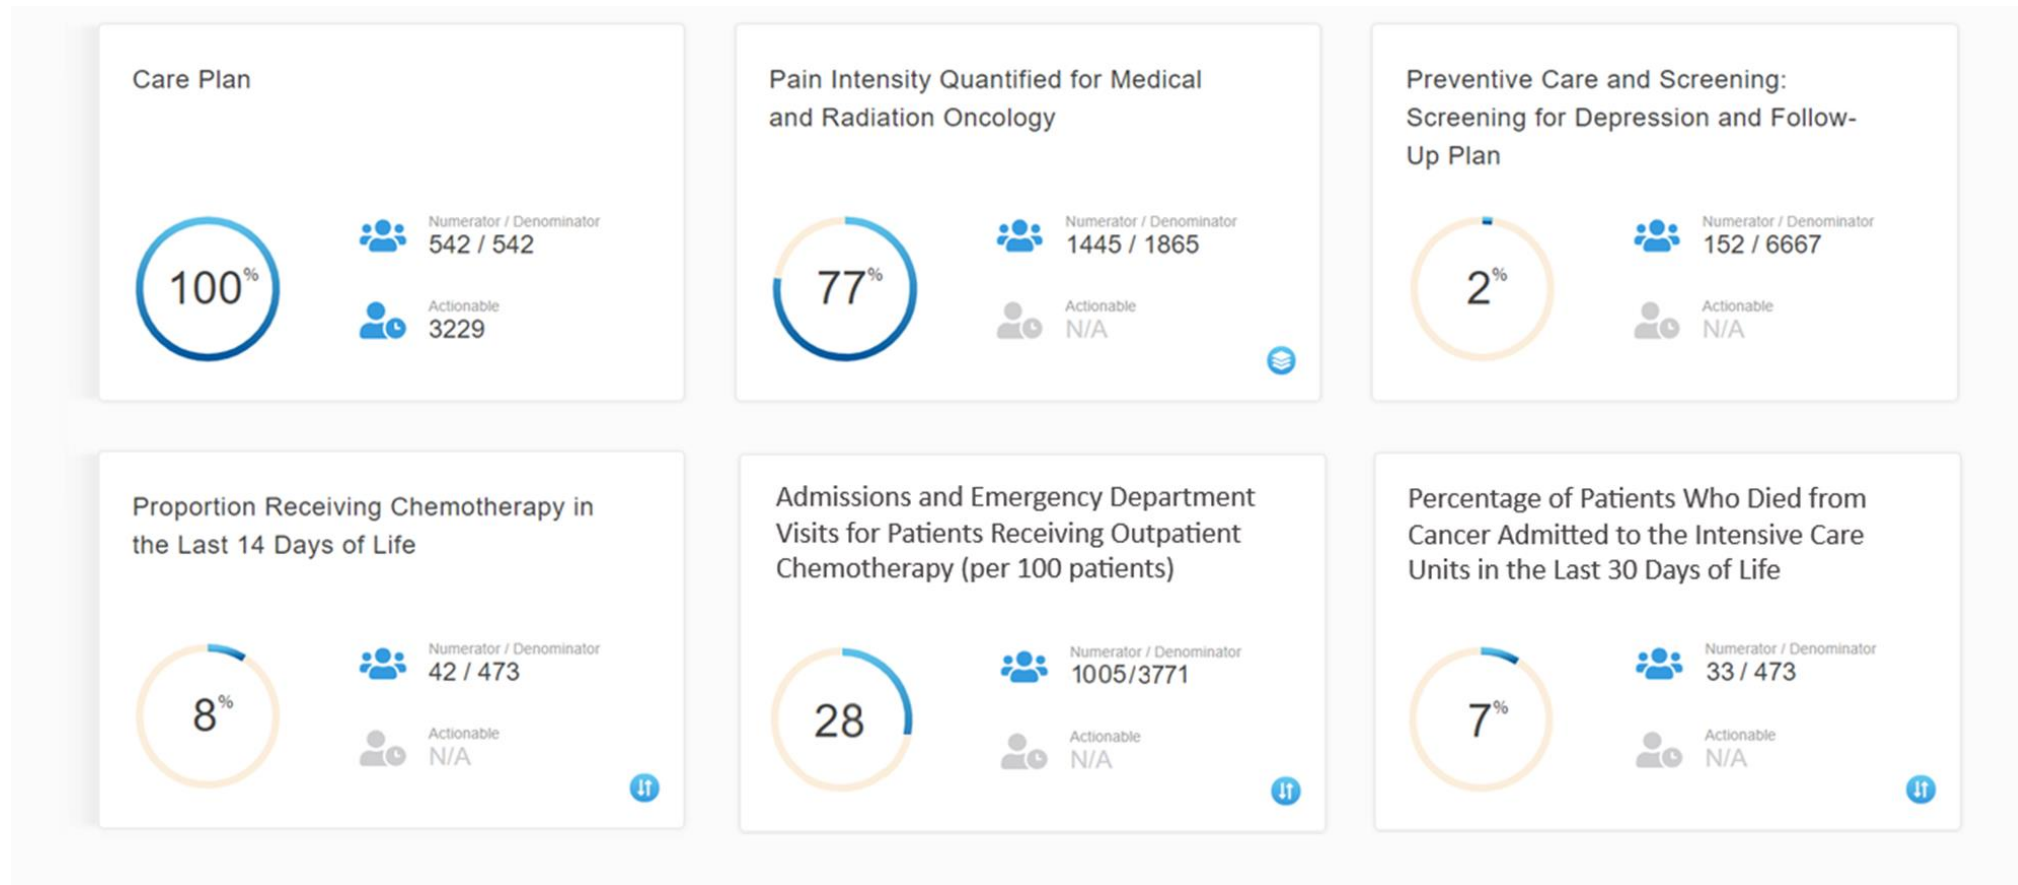 Care Plan
100%
Numerator / Denominator
542 / 542
Actionable
3229
Pain Intensity Quantified for Medical
and Radiation Oncology
77%
Numerator / Denominator
1445 / 1865
Actionable
N/A
Preventive Care and Screening:
Screening for Depression and Follow-
Up Plan
2%
Numerator / Denominator
152 / 6667
Actionable
N/A
Proportion Receiving Chemotherapy in
the Last 14 Days of Life
8%
Numerator / Denominator
42 / 473
Actionable
N/A
Admissions and Emergency Department
Visits for Patients Receiving Outpatient
Chemotherapy (per 100 patients)
28
Numerator / Denominator
1005/3771
Actionable
N/A
Percentage of Patients Who Died from
Cancer Admitted to the Intensive Care
Units in the Last 30 Days of Life
7%
Numerator / Denominator
33 / 473
Actionable
N/A